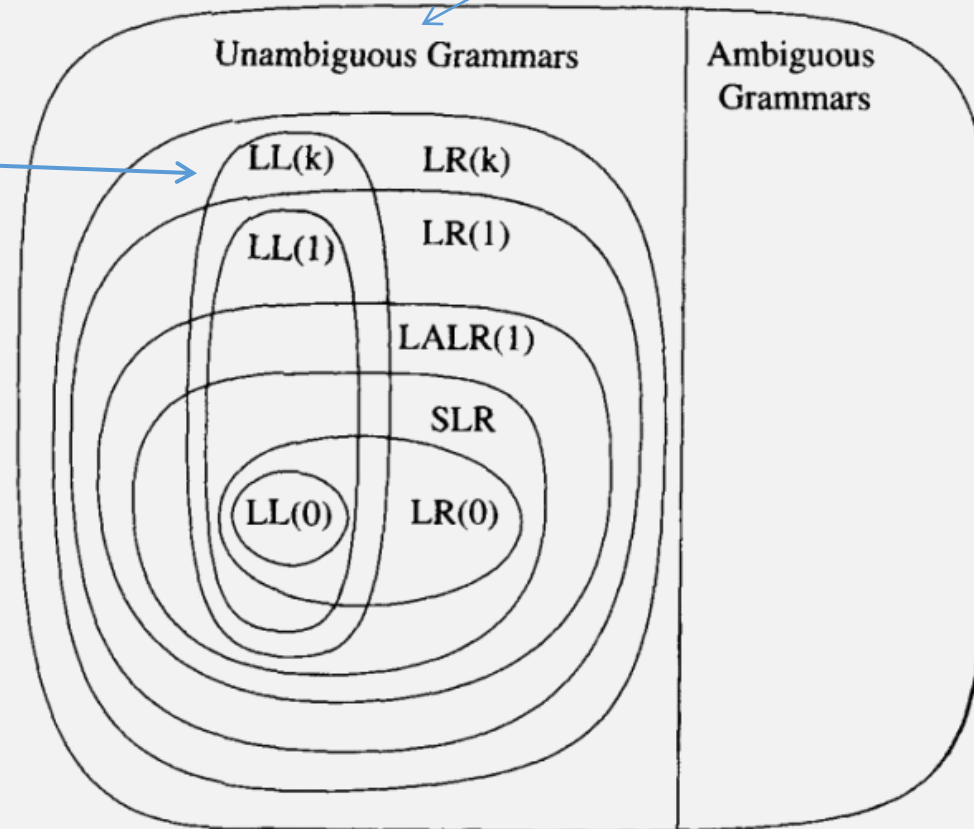 Unambiguous Grammars
Ambiguous
Grammars
LL(k)
LR(k)
LL(1)
LR(1)
LALR(1)
SLR
LL(0)
LR(0)